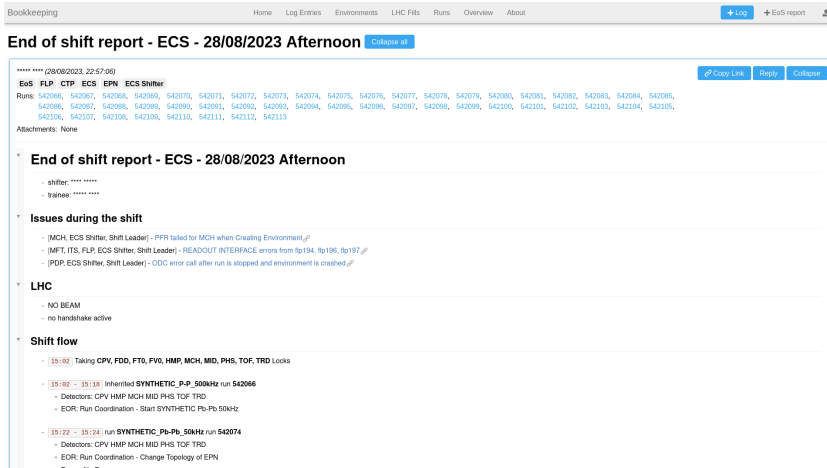 Bookkeeping Home Log Entries Environments LHC Fills Runs Overview About + Log + EoS report
End of shift report - ECS - 28/08/2023 Afternoon Collapse all
***** **** (28/08/2023, 22:57:06) Copy Link Reply Collapse
EoS FLP CTP ECS EPN ECS Shifter
Runs: 542066, 542067, 542068, 542069, 542070, 542071, 542072, 542073, 542074, 542075, 542076, 542077, 542078, 542079, 542080, 542081, 542082, 542083, 542084, 542085,
542086, 542087, 542088, 542089, 542090, 542091, 542092, 542093, 542094, 542095, 542096, 542097, 542098, 542099, 542100, 542101, 542102, 542103, 542104, 542105,
542106, 542107, 542108, 542109, 542110, 542111, 542112, 542113
Attachments: None
End of shift report - ECS - 28/08/2023 Afternoon
- shifter: **** *****
- trainee: ***** ****
Issues during the shift
- [MCH, ECS Shifter, Shift Leader] - PFR failed for MCH when Creating Environment
- [MFT, ITS, FLP, ECS Shifter, Shift Leader] - READOUT INTERFACE errors from flp194, flp196, flp197
- [PDP, ECS Shifter, Shift Leader] - ODC error call after run is stopped and environment is crashed
LHC
- NO BEAM
- no handshake active
Shift flow
- 15:02 Taking CPV, FDD, FT0, FV0, HMP, MCH, MID, PHS, TOF, TRD Locks
- 15:02 - 15:18 Inherrited SYNTHETIC_P-P_500kHz run 542066
- Detectors: CPV HMP MCH MID PHS TOF TRD
- EOR: Run Coordination - Start SYNTHETIC Pb-Pb 50kHz
- 15:22 - 15:24 run SYNTHETIC_Pb-Pb_50kHz run 542074
- Detectors: CPV HMP MCH MID PHS TOF TRD
- EOR: Run Coordination - Change Topology of EPN